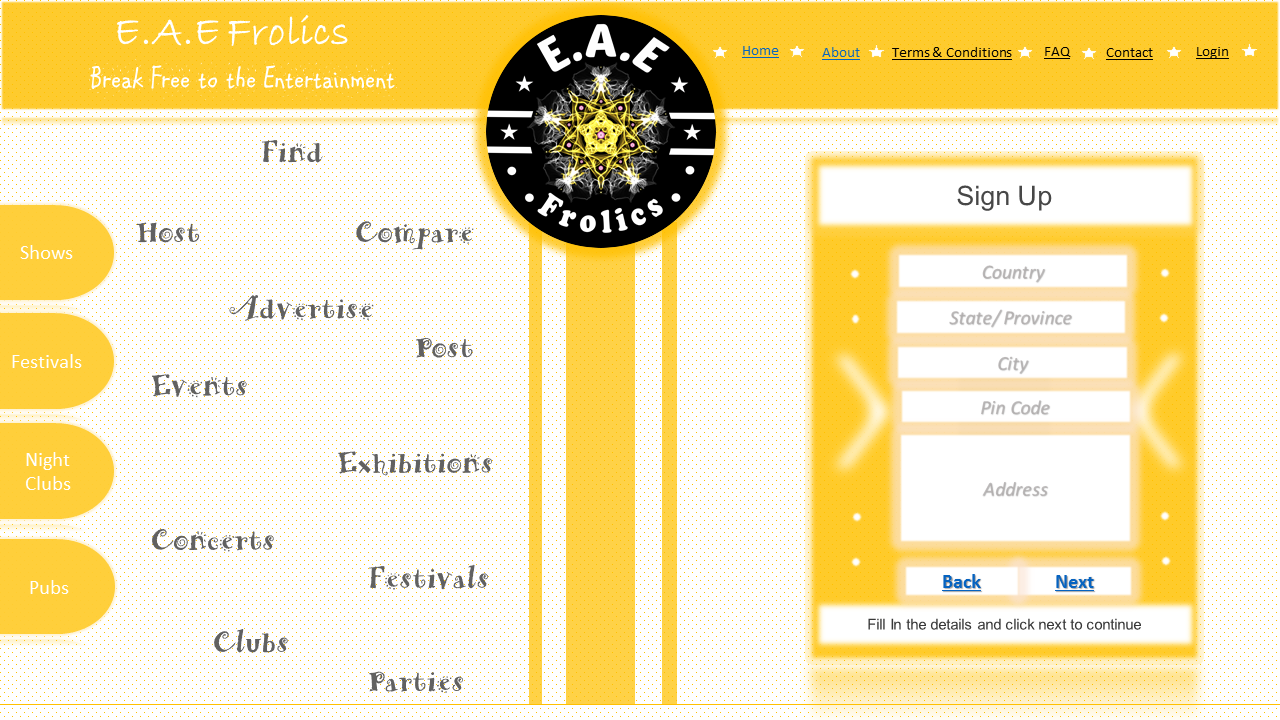 E.A.E Frolics
Break Free to the Entertainment
E.A.E
Frolics
Home About Terms & Conditions FAQ Contact Login
Find
Host Compare
Advertise
Post
Events
Exhibitions
Concerts
Festivals
Clubs
Parties
Shows
Festivals
Night
Clubs
Pubs
Sign Up
Country
State/ Province
City
Pin Code
Address
Back Next
Fill In the details and click next to continue